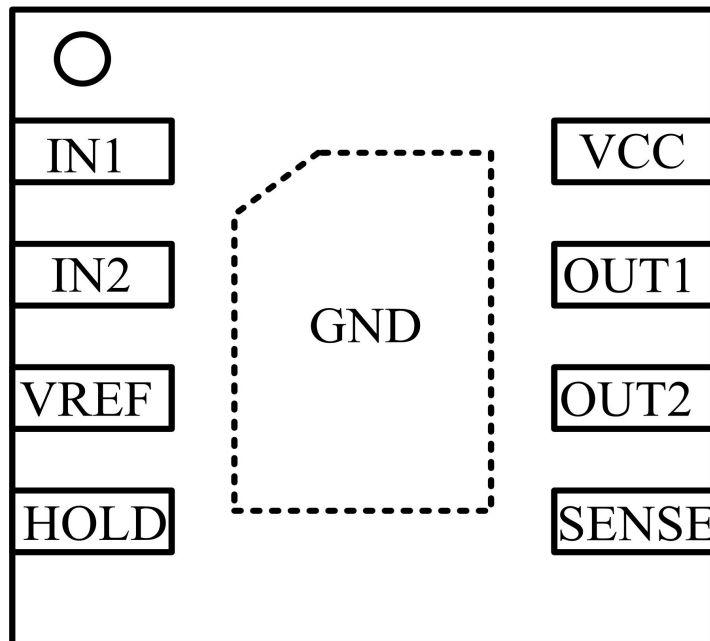 IN1
VCC
IN2
OUT1
GND
VREF
OUT2
HOLD
SENSE